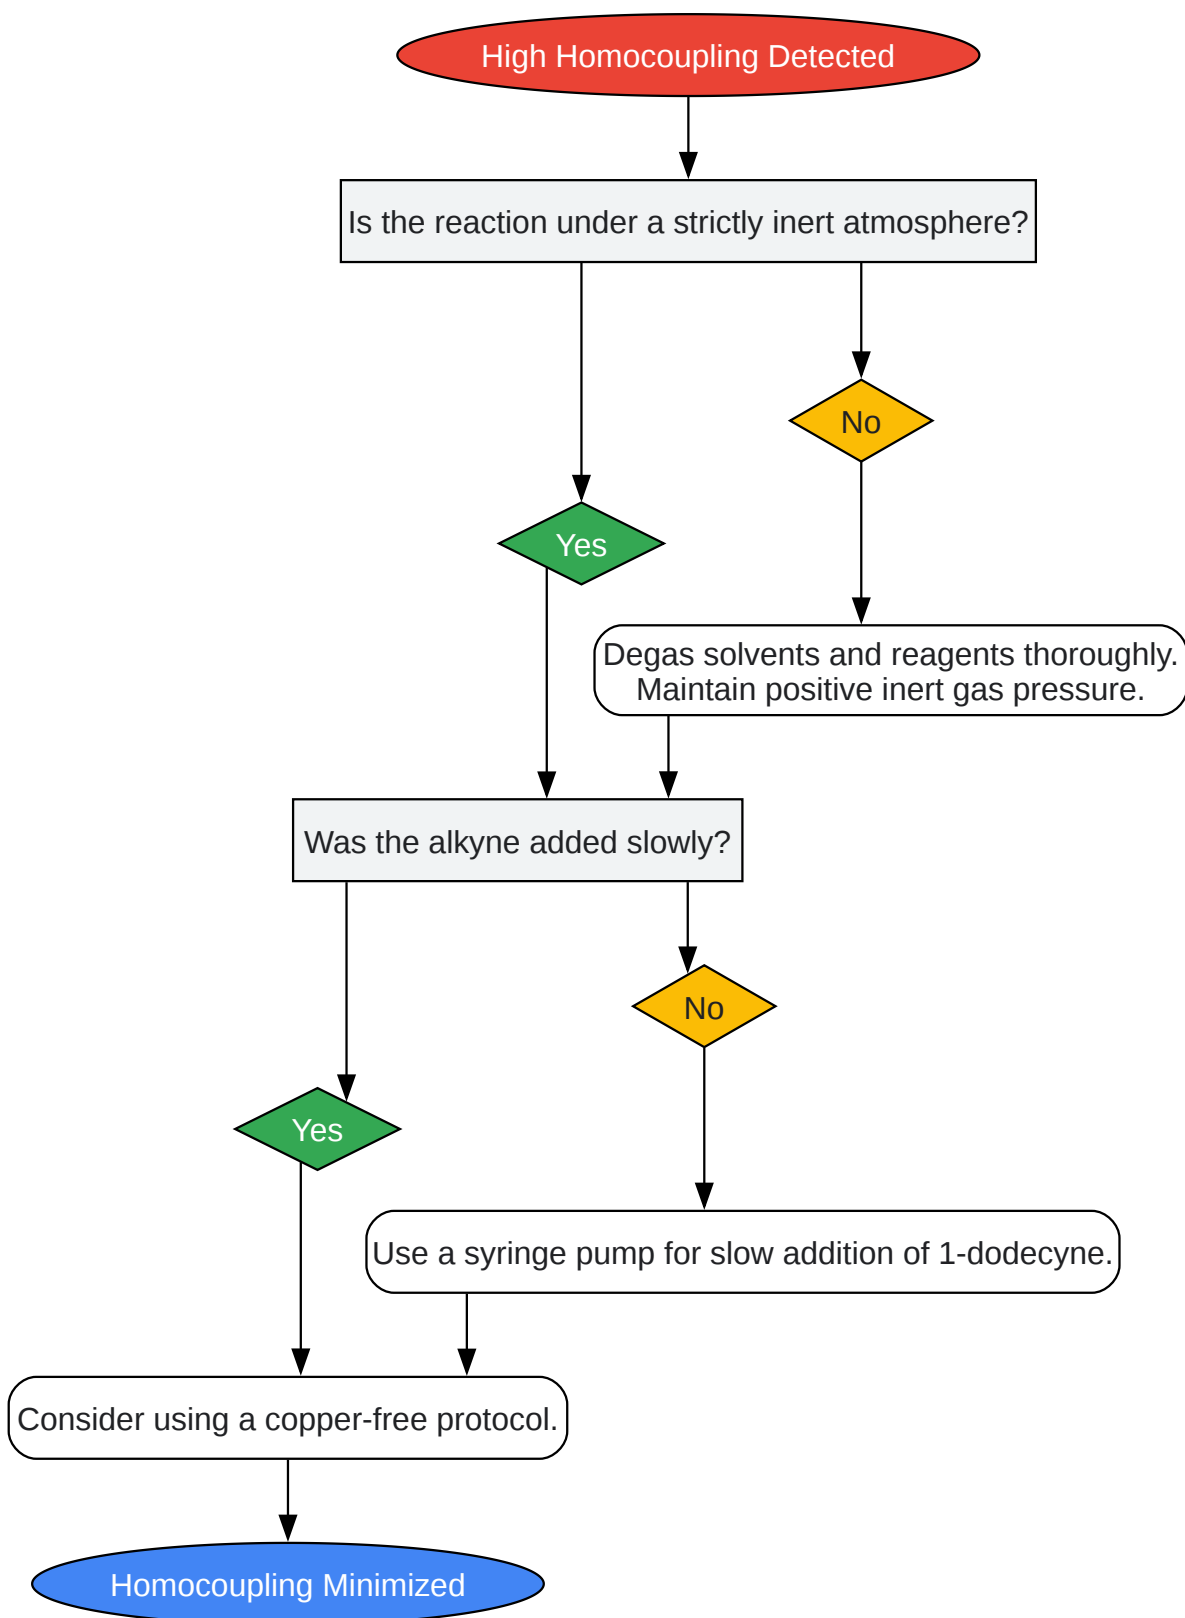 High Homocoupling Detected
Is the reaction under a strictly inert atmosphere?
No
Yes
Degas solvents and reagents thoroughly.
Maintain positive inert gas pressure.
Was the alkyne added slowly?
No
Yes
Use a syringe pump for slow addition of 1-dodecyne.
Consider using a copper-free protocol.
Homocoupling Minimized